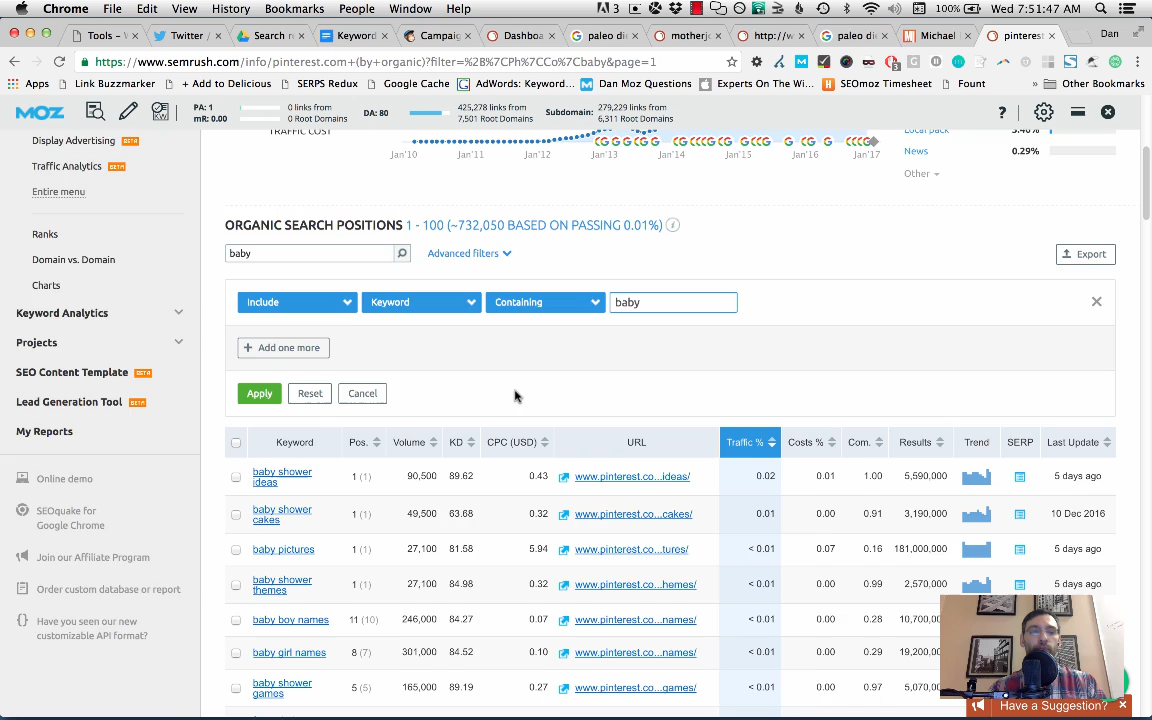 Chrome File Edit View History Bookmarks People Window Help 3 100% Wed 7:51:47 AM
Tools – Twitter / Search re Keyword Campaig Dashboa paleo die motherjo http://w paleo die Michael pinterest Dan
https://www.semrush.com/info/pinterest.com+(by+organic)?filter=%2B%7CPh%7CCo%7Cbaby&page=1
Apps Link Buzzmarker + Add to Delicious SERPS Redux Google Cache AdWords: Keyword... Dan Moz Questions Experts On The Wi... SEOmoz Timesheet Fount Other Bookmarks
MOZ PA: 1 0 links from DA: 80 425,278 links from Subdomain: 279,229 links from ?
mR: 0.00 0 Root Domains 7,501 Root Domains 6,311 Root Domains
Display Advertising BETA
Traffic Analytics BETA
Entire menu
Ranks
Domain vs. Domain
Charts
Keyword Analytics
Projects
SEO Content Template BETA
Lead Generation Tool BETA
My Reports
Online demo
SEOquake for
Google Chrome
Join our Affiliate Program
Order custom database or report
Have you seen our new
customizable API format?
TRAFFIC COST
Jan'10 Jan'11 Jan'12 Jan'13 Jan'14 Jan'15 Jan'16 Jan'17
Local pack 3.40%
News 0.29%
Other
ORGANIC SEARCH POSITIONS 1 - 100 (~732,050 BASED ON PASSING 0.01%) i
baby Advanced filters Export
Include Keyword Containing baby
+ Add one more
Apply Reset Cancel
Keyword Pos. Volume KD CPC (USD) URL Traffic % Costs % Com. Results Trend SERP Last Update
baby shower ideas 1 (1) 90,500 89.62 0.43 www.pinterest.co...ideas/ 0.02 0.01 1.00 5,590,000 5 days ago
baby shower cakes 1 (1) 49,500 63.68 0.32 www.pinterest.co...cakes/ 0.01 0.00 0.91 3,190,000 10 Dec 2016
baby pictures 1 (1) 27,100 81.58 5.94 www.pinterest.co...tures/ < 0.01 0.07 0.16 181,000,000 5 days ago
baby shower themes 1 (1) 27,100 84.98 0.32 www.pinterest.co...hemes/ < 0.01 0.00 0.99 2,570,000 5 days ago
baby boy names 11 (10) 246,000 84.27 0.07 www.pinterest.co...names/ < 0.01 0.00 0.28 10,700,
baby girl names 8 (7) 301,000 84.52 0.10 www.pinterest.co...names/ < 0.01 0.00 0.29 19,200,
baby shower games 5 (5) 165,000 89.19 0.27 www.pinterest.co...games/ < 0.01 0.00 0.97 5,070,
Have a Suggestion?